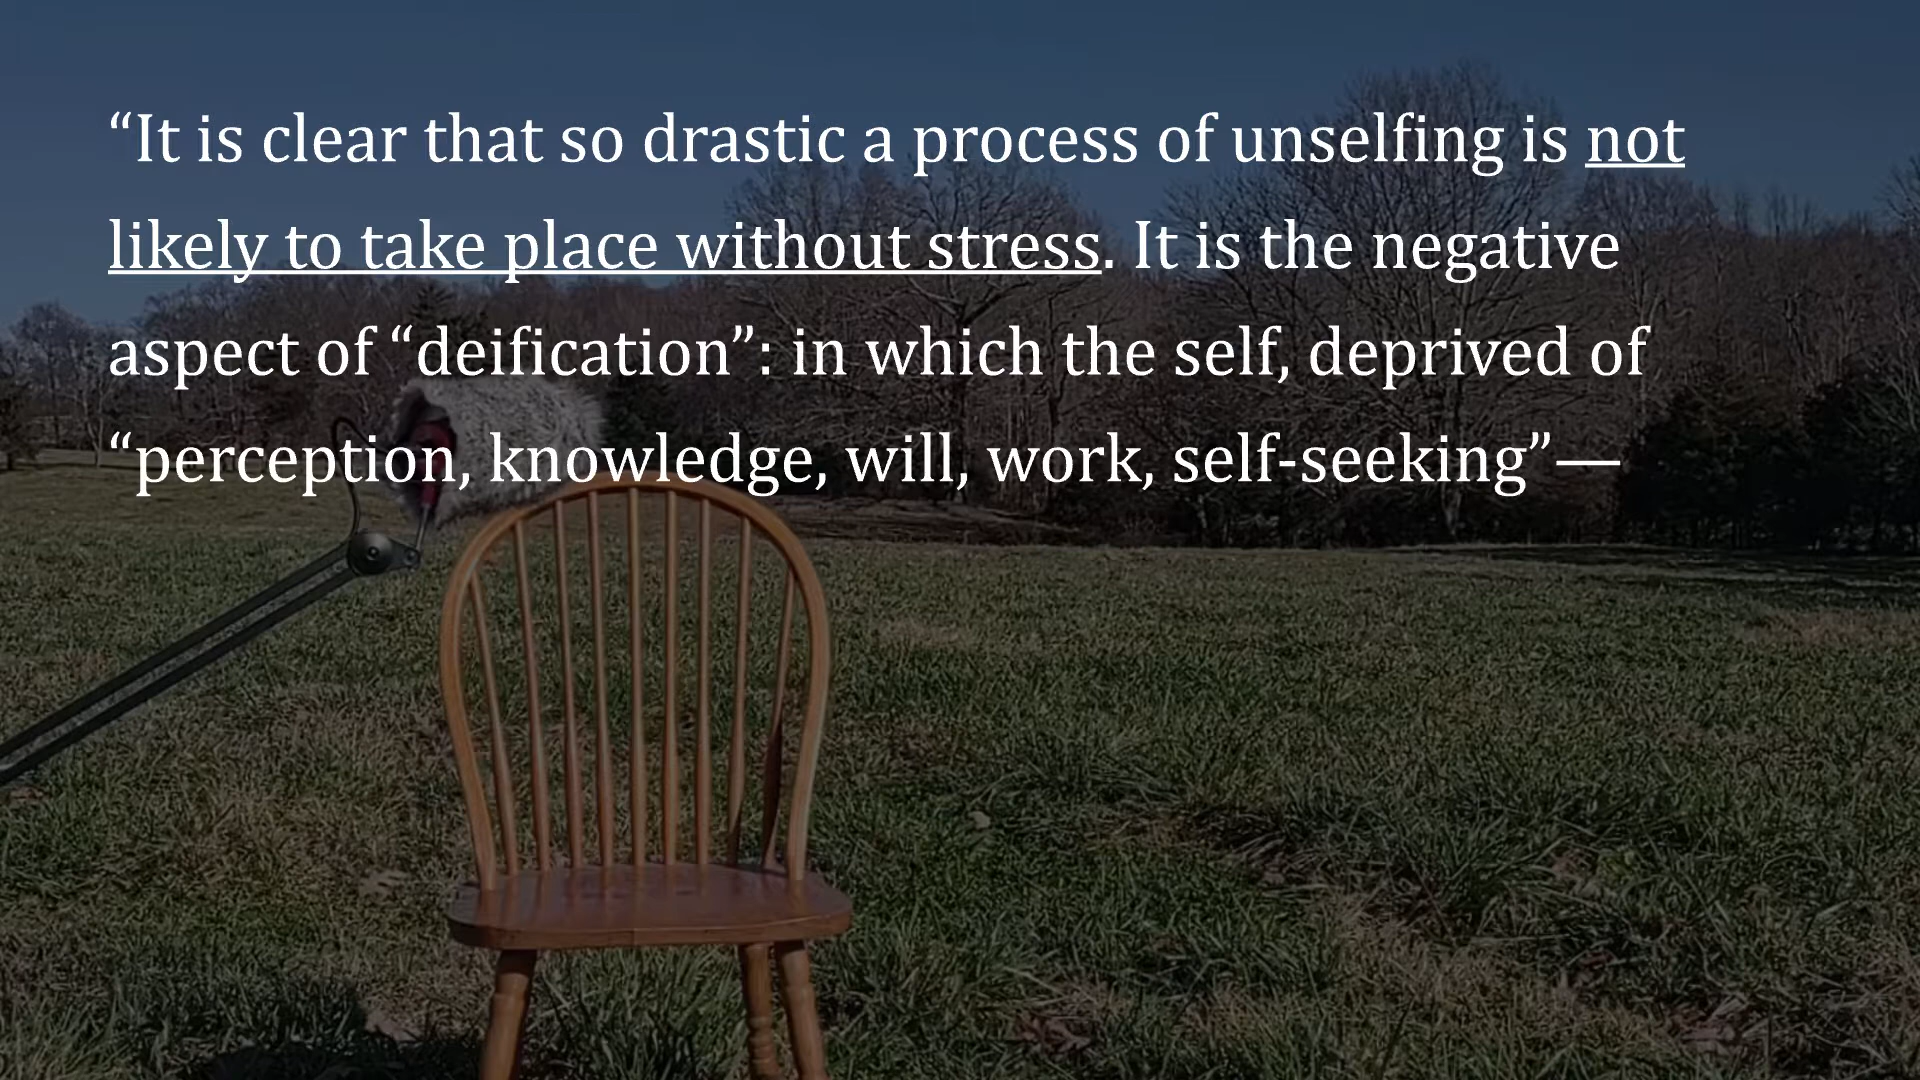 “It is clear that so drastic a process of unselfing is not
likely to take place without stress. It is the negative
aspect of “deification”: in which the self, deprived of
“perception, knowledge, will, work, self-seeking”—